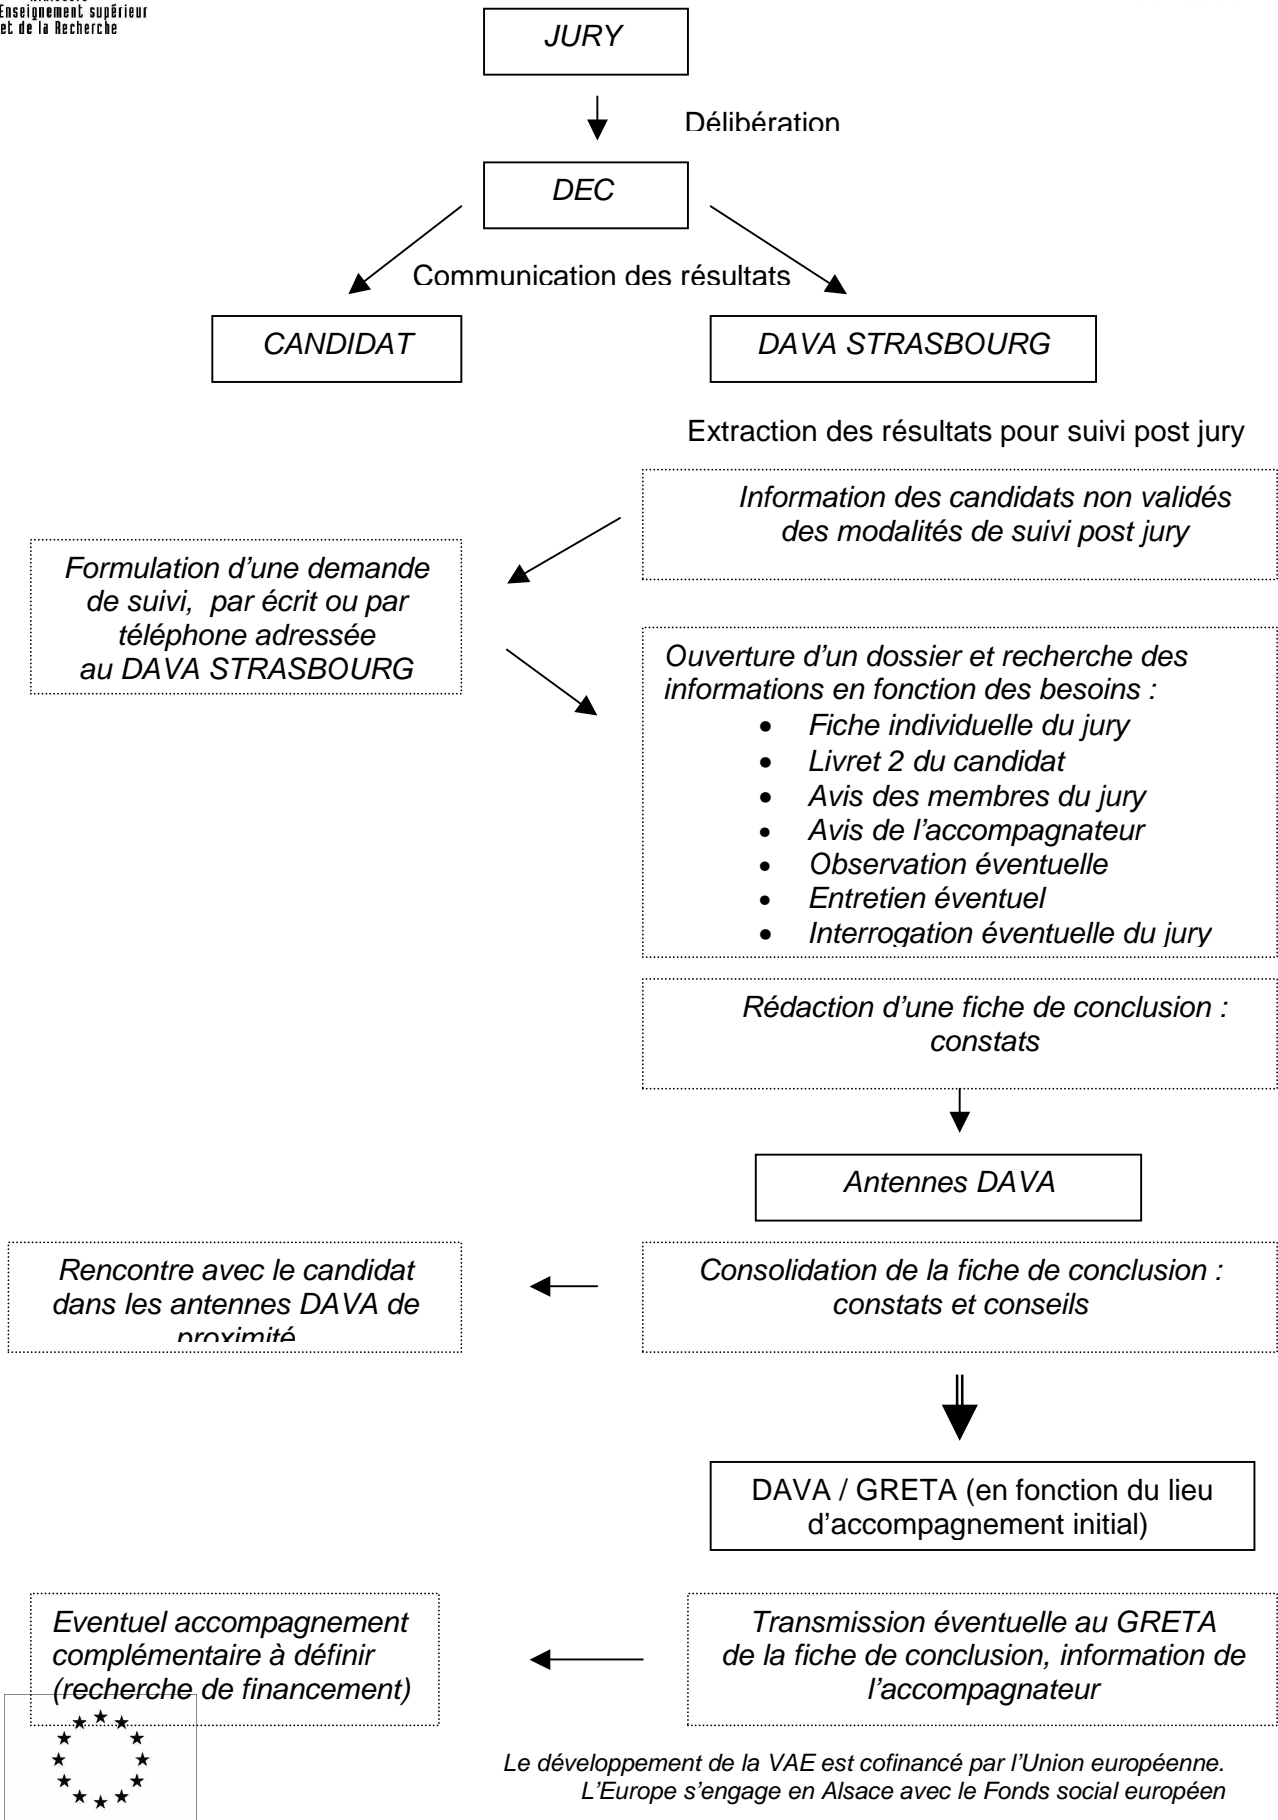 Enseignement supérieur
et de la Recherche
JURY
Délibération
DEC
Communication des résultats
CANDIDAT
DAVA STRASBOURG
Extraction des résultats pour suivi post jury
Information des candidats non validés
des modalités de suivi post jury
Formulation d’une demande
de suivi, par écrit ou par
téléphone adressée
au DAVA STRASBOURG
Ouverture d’un dossier et recherche des
informations en fonction des besoins :
• Fiche individuelle du jury
• Livret 2 du candidat
• Avis des membres du jury
• Avis de l’accompagnateur
• Observation éventuelle
• Entretien éventuel
• Interrogation éventuelle du jury
Rédaction d’une fiche de conclusion :
constats
Antennes DAVA
Rencontre avec le candidat
dans les antennes DAVA de
proximité
Consolidation de la fiche de conclusion :
constats et conseils
DAVA / GRETA (en fonction du lieu
d’accompagnement initial)
Eventuel accompagnement
complémentaire à définir
(recherche de financement)
Transmission éventuelle au GRETA
de la fiche de conclusion, information de
l’accompagnateur
Le développement de la VAE est cofinancé par l’Union européenne.
L’Europe s’engage en Alsace avec le Fonds social européen